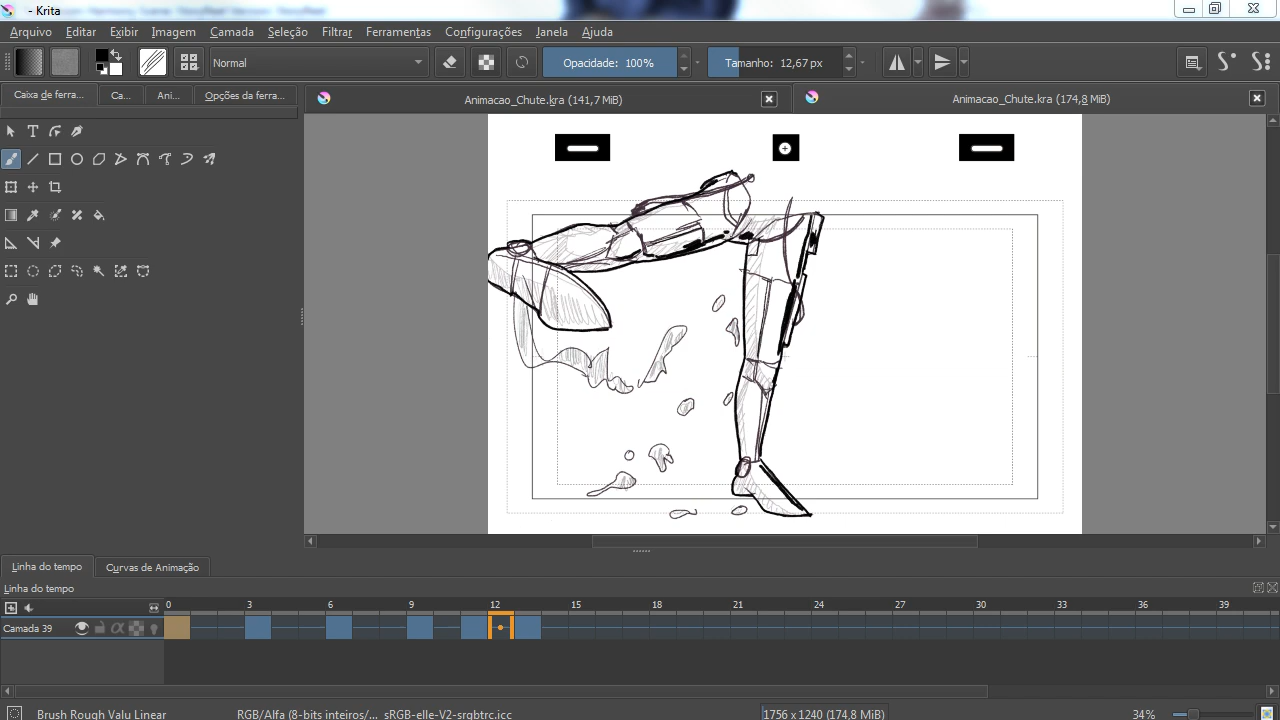 - Krita
Arquivo Editar Exibir Imagem Camada Seleção Filtrar Ferramentas Configurações Janela Ajuda
Normal Opacidade: 100% Tamanho: 12,67 px
Caixa de ferra... Ca... Ani... Opções da ferra...
Animacao_Chute.kra (141,7 MiB) Animacao_Chute.kra (174,8 MiB)
Linha do tempo Curvas de Animação
Linha do tempo
0 3 6 9 12 15 18 21 24 27 30 33 36 39
Camada 39
Brush Rough Valu Linear RGB/Alfa (8-bits inteiros/... sRGB-elle-V2-srgbtrc.icc 1756 x 1240 (174,8 MiB) 34%